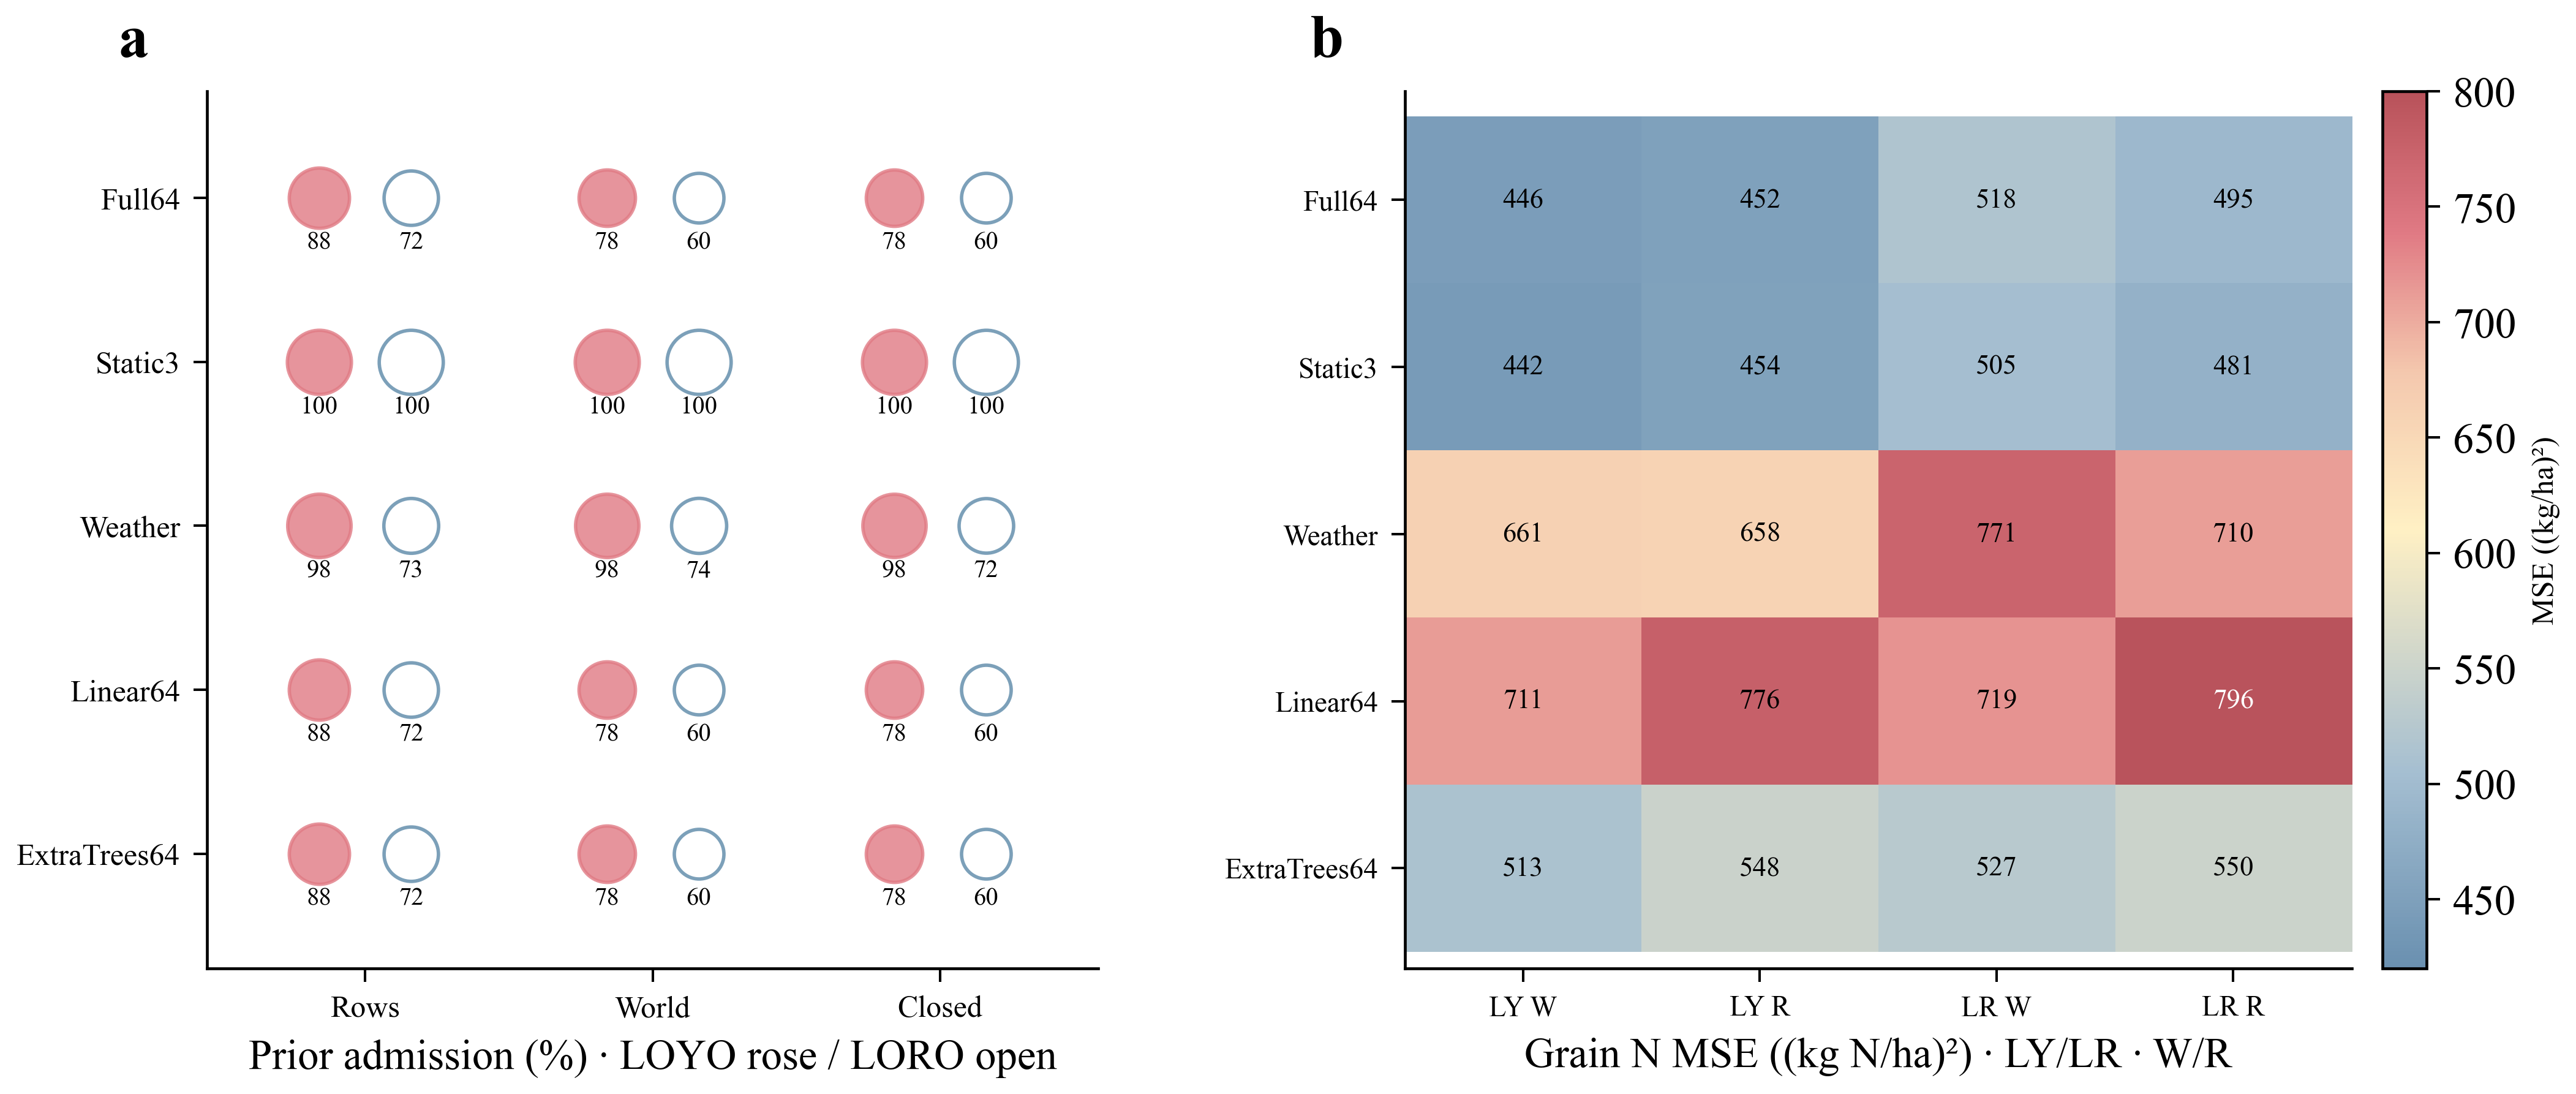 a
Full64
88 72 78 60 78 60
Static3
100 100 100 100 100 100
Weather
98 73 98 74 98 72
Linear64
88 72 78 60 78 60
ExtraTrees64
88 72 78 60 78 60
Rows World Closed
Prior admission (%) · LOYO rose / LORO open
b
Full64 446 452 518 495
Static3 442 454 505 481
Weather 661 658 771 710
Linear64 711 776 719 796
ExtraTrees64 513 548 527 550
LY W LY R LR W LR R
Grain N MSE ((kg N/ha)²) · LY/LR · W/R
800
750
700
650
600
550
500
450
MSE ((kg/ha)²)